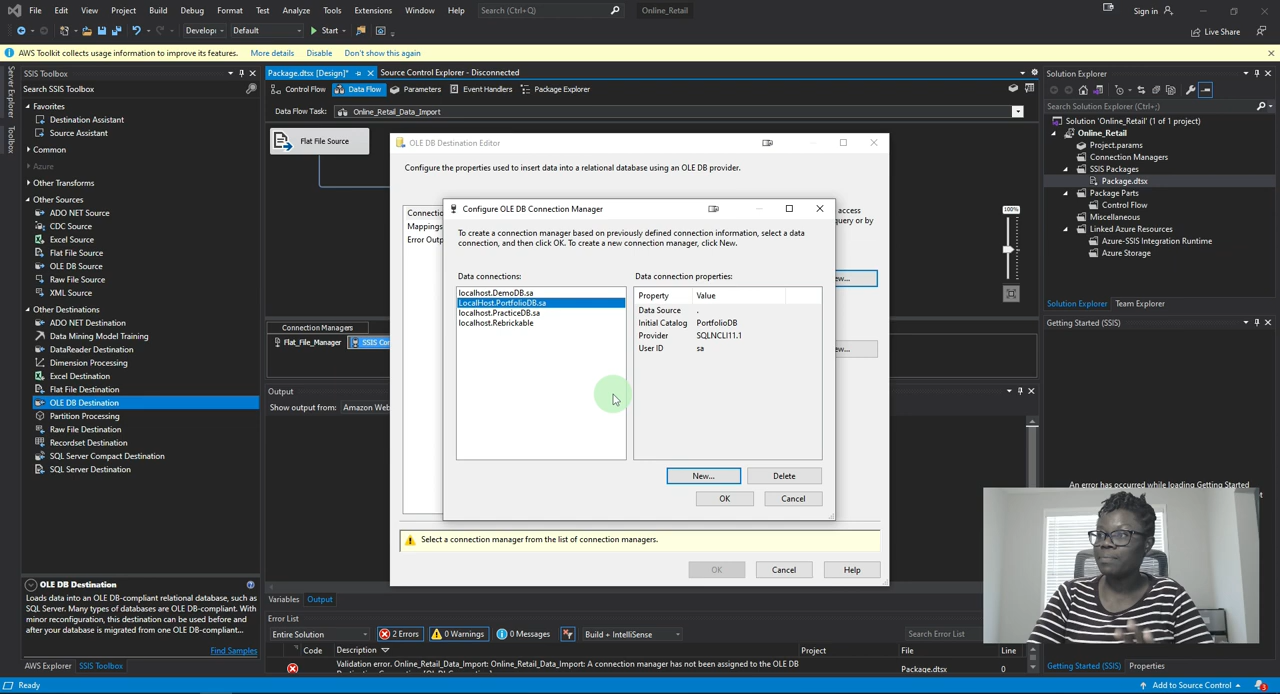 File Edit View Project Build Debug Format Test Analyze Tools Extensions Window Help Search (Ctrl+;) Online_Retail Sign in
Develop Default Start Live Share
AWS Toolkit collects usage information to improve its features. More details Disable Don't show this again
SSIS Toolbox
Search SSIS Toolbox
Favorites
Destination Assistant
Source Assistant
Common
Azure
Other Transforms
Other Sources
ADO NET Source
CDC Source
Excel Source
Flat File Source
OLE DB Source
Raw File Source
XML Source
Other Destinations
ADO NET Destination
Data Mining Model Training
DataReader Destination
Dimension Processing
Excel Destination
Flat File Destination
OLE DB Destination
Partition Processing
Raw File Destination
Recordset Destination
SQL Server Compact Destination
SQL Server Destination
OLE DB Destination
Loads data into an OLE DB-compliant relational database, such as
SQL Server. Many types of databases are OLE DB-compliant. With
minor reconfiguration, this destination can be used before and
after your database is migrated from one OLE DB-compliant...
Find Samples
AWS Explorer SSIS Toolbox
Server Explorer
Toolbox
Package.dtsx [Design]* Source Control Explorer - Disconnected
Control Flow Data Flow Parameters Event Handlers Package Explorer
Data Flow Task: Online_Retail_Data_Import
Flat File Source
100%
Connection Managers
Flat_File_Manager SSIS Co
Output
Show output from: Amazon Web
OLE DB Destination Editor
Configure the properties used to insert data into a relational database using an OLE DB provider.
Connectio
Mappings
Error Outp
access
query or by
ew...
ew...
Select a connection manager from the list of connection managers.
OK Cancel Help
Configure OLE DB Connection Manager
To create a connection manager based on previously defined connection information, select a data
connection, and then click OK. To create a new connection manager, click New.
Data connections:
localhost.DemoDB.sa
LocalHost.PortfolioDB.sa
localhost.PracticeDB.sa
localhost.Rebrickable
Data connection properties:
Property Value
Data Source .
Initial Catalog PortfolioDB
Provider SQLNCLI11.1
User ID sa
New... Delete
OK Cancel
Variables Output
Error List
Entire Solution 2 Errors 0 Warnings 0 Messages Build + IntelliSense Search Error List
Code Description Project File Line
Validation error. Online_Retail_Data_Import: Online_Retail_Data_Import: A connection manager has not been assigned to the OLE DB Package.dtsx 0
Solution Explorer
Search Solution Explorer (Ctrl+;)
Solution 'Online_Retail' (1 of 1 project)
Online_Retail
Project.params
Connection Managers
SSIS Packages
Package.dtsx
Package Parts
Control Flow
Miscellaneous
Linked Azure Resources
Azure-SSIS Integration Runtime
Azure Storage
Solution Explorer Team Explorer
Getting Started (SSIS)
An error has occurred while loading Getting Started
Getting Started (SSIS) Properties
Ready Add to Source Control